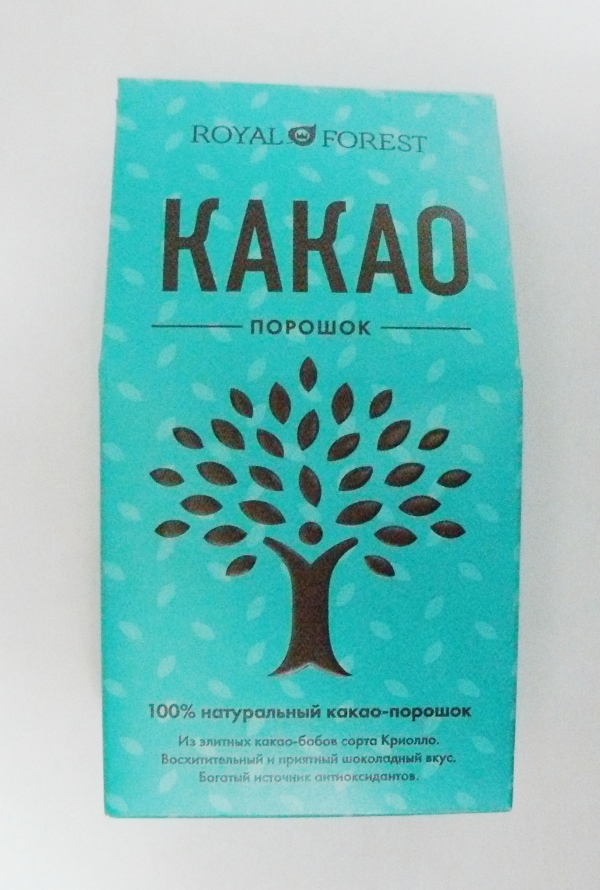 ROYAL FOREST
КАКАО
ПОРОШОК
100% натуральный какао-порошок
Из элитных какао-бобов сорта Криолло.
Восхитительный и приятный шоколадный вкус.
Богатый источник антиоксидантов.